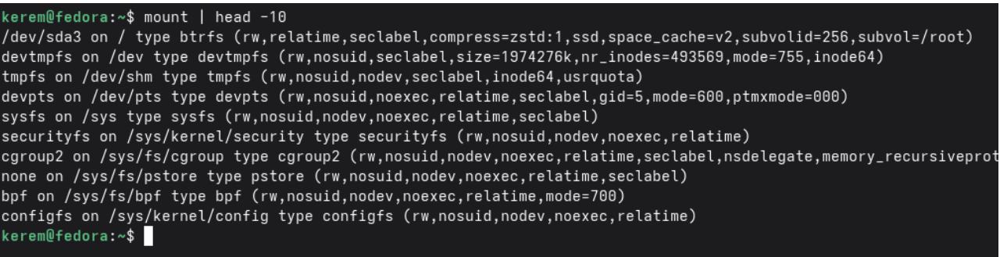 kerem@fedora:~$ mount | head -10
/dev/sda3 on / type btrfs (rw,relatime,seclabel,compress=zstd:1,ssd,space_cache=v2,subvolid=256,subvol=/root)
devtmpfs on /dev type devtmpfs (rw,nosuid,seclabel,size=1974276k,nr_inodes=493569,mode=755,inode64)
tmpfs on /dev/shm type tmpfs (rw,nosuid,nodev,seclabel,inode64,usrquota)
devpts on /dev/pts type devpts (rw,nosuid,noexec,relatime,seclabel,gid=5,mode=600,ptmxmode=000)
sysfs on /sys type sysfs (rw,nosuid,nodev,noexec,relatime,seclabel)
securityfs on /sys/kernel/security type securityfs (rw,nosuid,nodev,noexec,relatime)
cgroup2 on /sys/fs/cgroup type cgroup2 (rw,nosuid,nodev,noexec,relatime,seclabel,nsdelegate,memory_recursiveprot
none on /sys/fs/pstore type pstore (rw,nosuid,nodev,noexec,relatime,seclabel)
bpf on /sys/fs/bpf type bpf (rw,nosuid,nodev,noexec,relatime,mode=700)
configfs on /sys/kernel/config type configfs (rw,nosuid,nodev,noexec,relatime)
kerem@fedora:~$